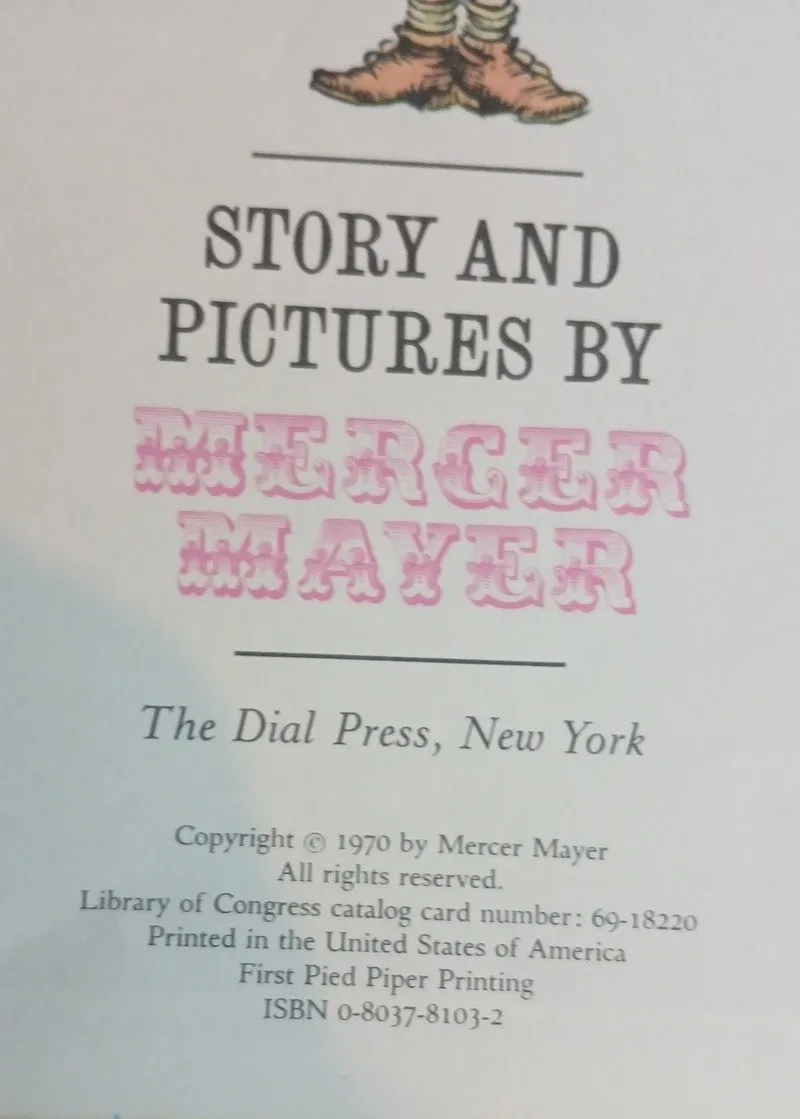 STORY AND
PICTURES BY
MERCER
MAYER
The Dial Press, New York
Copyright © 1970 by Mercer Mayer
All rights reserved.
Library of Congress catalog card number: 69-18220
Printed in the United States of America
First Pied Piper Printing
ISBN 0-8037-8103-2